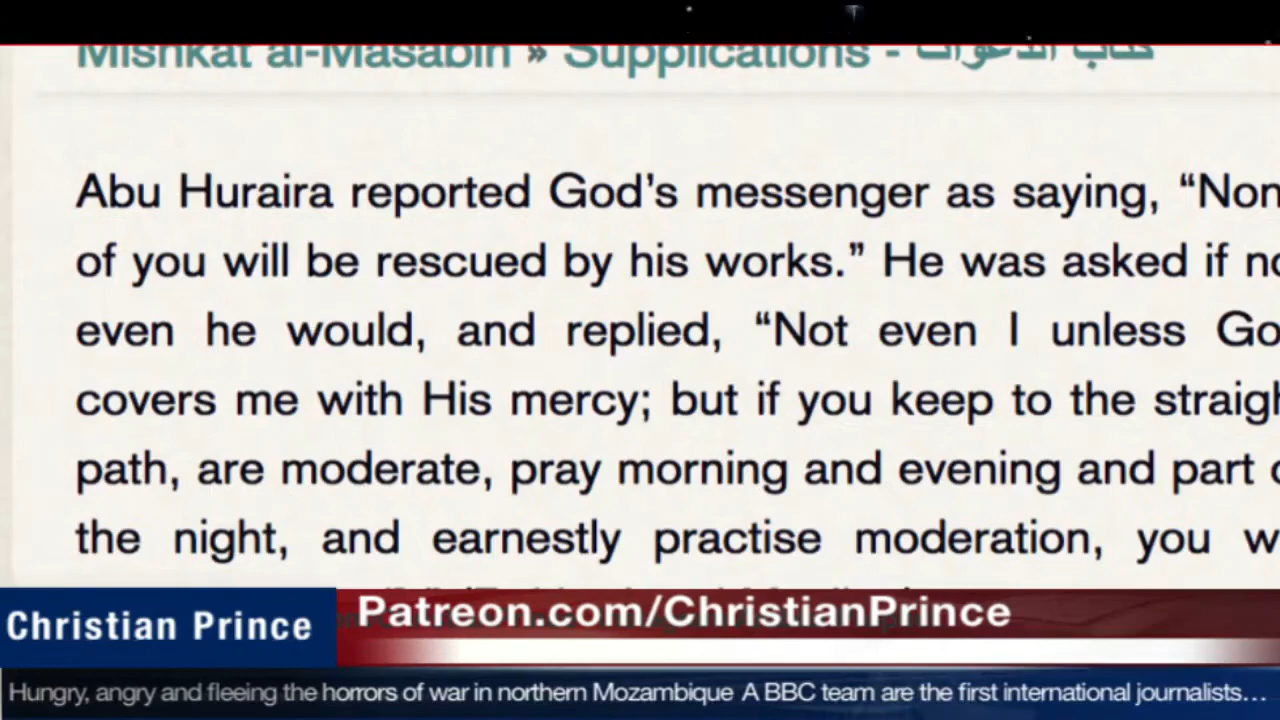 Mishkat al-Masabih » Supplications - كتاب الدعوات
Abu Huraira reported God’s messenger as saying, “Non
of you will be rescued by his works.” He was asked if no
even he would, and replied, “Not even I unless Go
covers me with His mercy; but if you keep to the straigh
path, are moderate, pray morning and evening and part o
the night, and earnestly practise moderation, you w
Christian Prince
Patreon.com/ChristianPrince
Hungry, angry and fleeing the horrors of war in northern Mozambique A BBC team are the first international journalists...